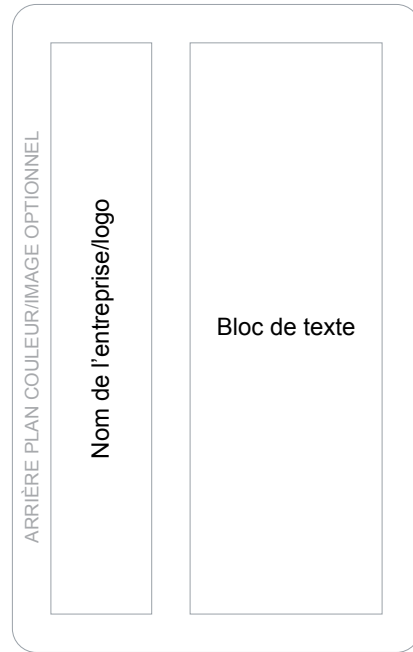 ARRIÈRE PLAN COULEUR/IMAGE OPTIONNEL
Nom de l’entreprise/logo
Bloc de texte